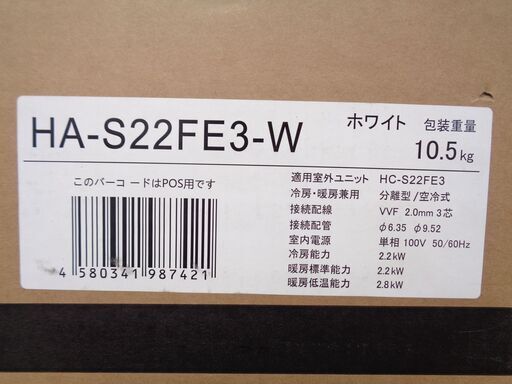 HA-S22FE3-W
ホワイト 包装重量
10.5kg
このバーコードはPOS用です
4 580341 987421
適用室外ユニット HC-S22FE3
冷房・暖房兼用 分離型/空冷式
接続配線 VVF 2.0mm 3芯
接続配管 φ6.35 φ9.52
室内電源 単相 100V 50/60Hz
冷房能力 2.2kW
暖房標準能力 2.2kW
暖房低温能力 2.8kW